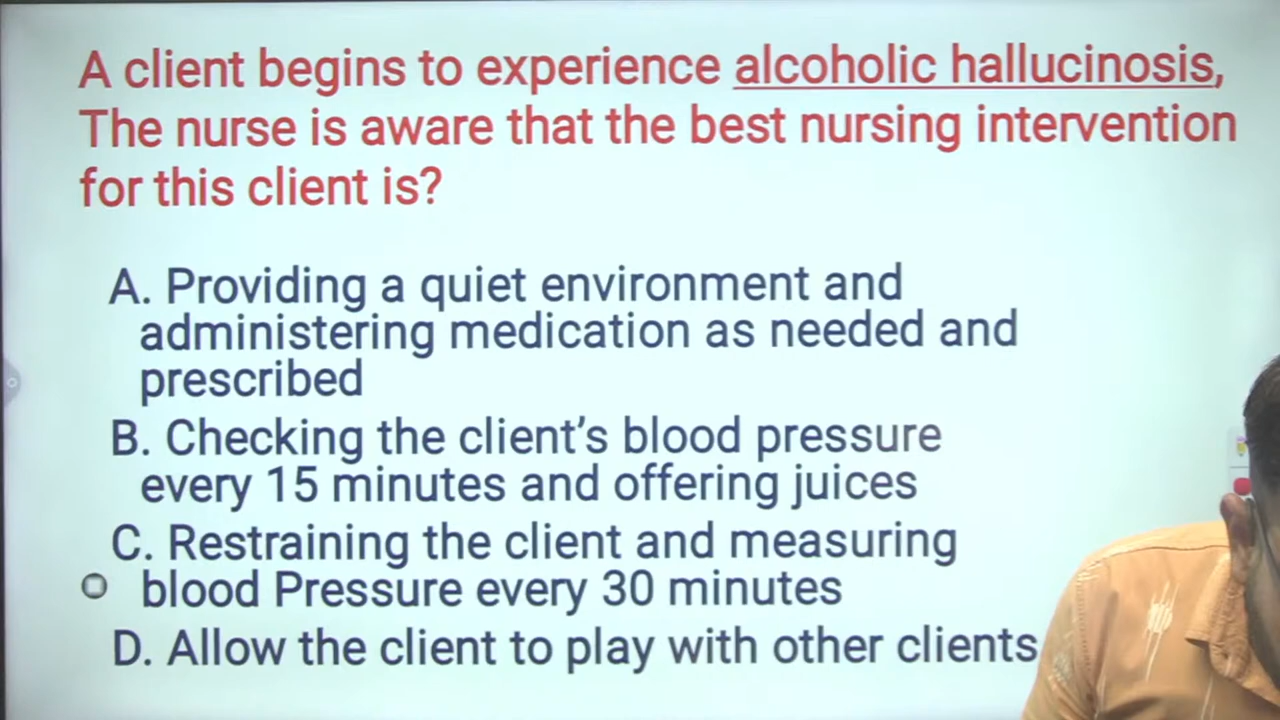 A client begins to experience alcoholic hallucinosis,
The nurse is aware that the best nursing intervention
for this client is?
A. Providing a quiet environment and
administering medication as needed and
prescribed
B. Checking the client's blood pressure
every 15 minutes and offering juices
C. Restraining the client and measuring
blood Pressure every 30 minutes
D. Allow the client to play with other clients